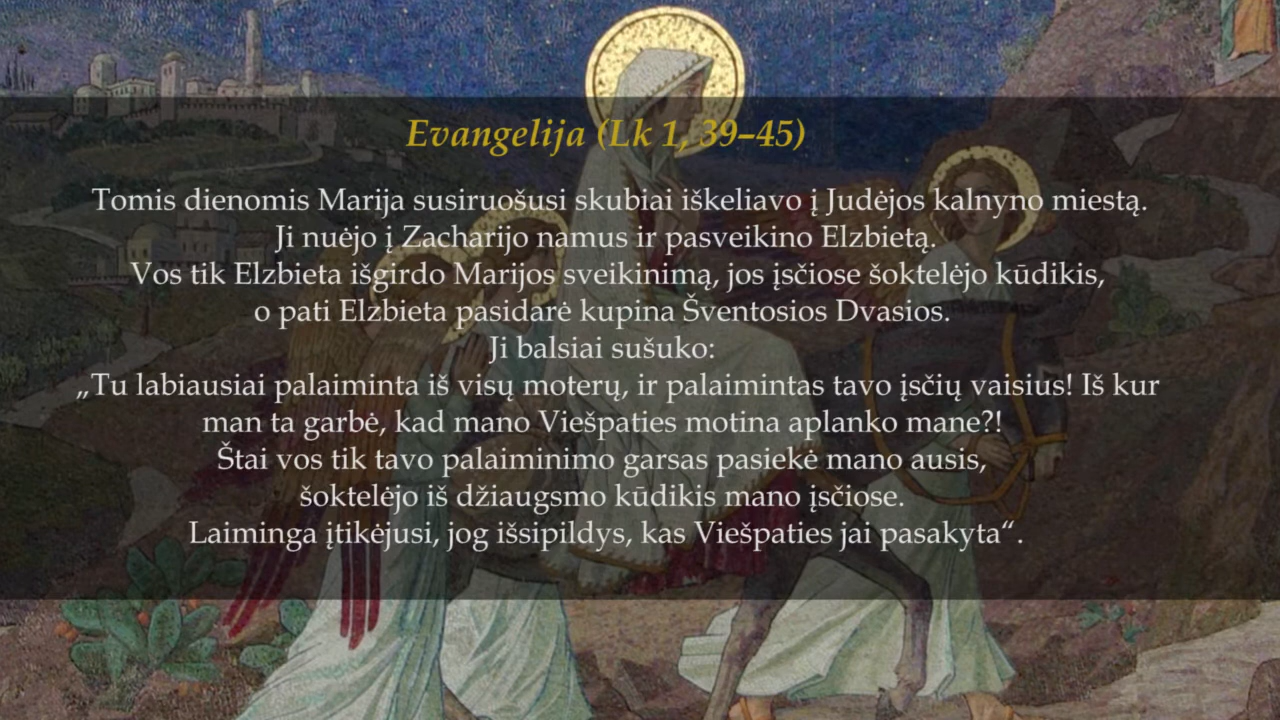 Evangelija (Lk 1, 39–45)
Tomis dienomis Marija susiruošusi skubiai iškeliavo į Judėjos kalnyno miestą.
Ji nuėjo į Zacharijo namus ir pasveikino Elzbietą.
Vos tik Elzbieta išgirdo Marijos sveikinimą, jos įsčiose šoktelėjo kūdikis,
o pati Elzbieta pasidarė kupina Šventosios Dvasios.
Ji balsiai sušuko:
„Tu labiausiai palaiminta iš visų moterų, ir palaimintas tavo įsčių vaisius! Iš kur
man ta garbė, kad mano Viešpaties motina aplanko mane?!
Štai vos tik tavo palaiminimo garsas pasiekė mano ausis,
šoktelėjo iš džiaugsmo kūdikis mano įsčiose.
Laiminga įtikėjusi, jog išsipildys, kas Viešpaties jai pasakyta“.